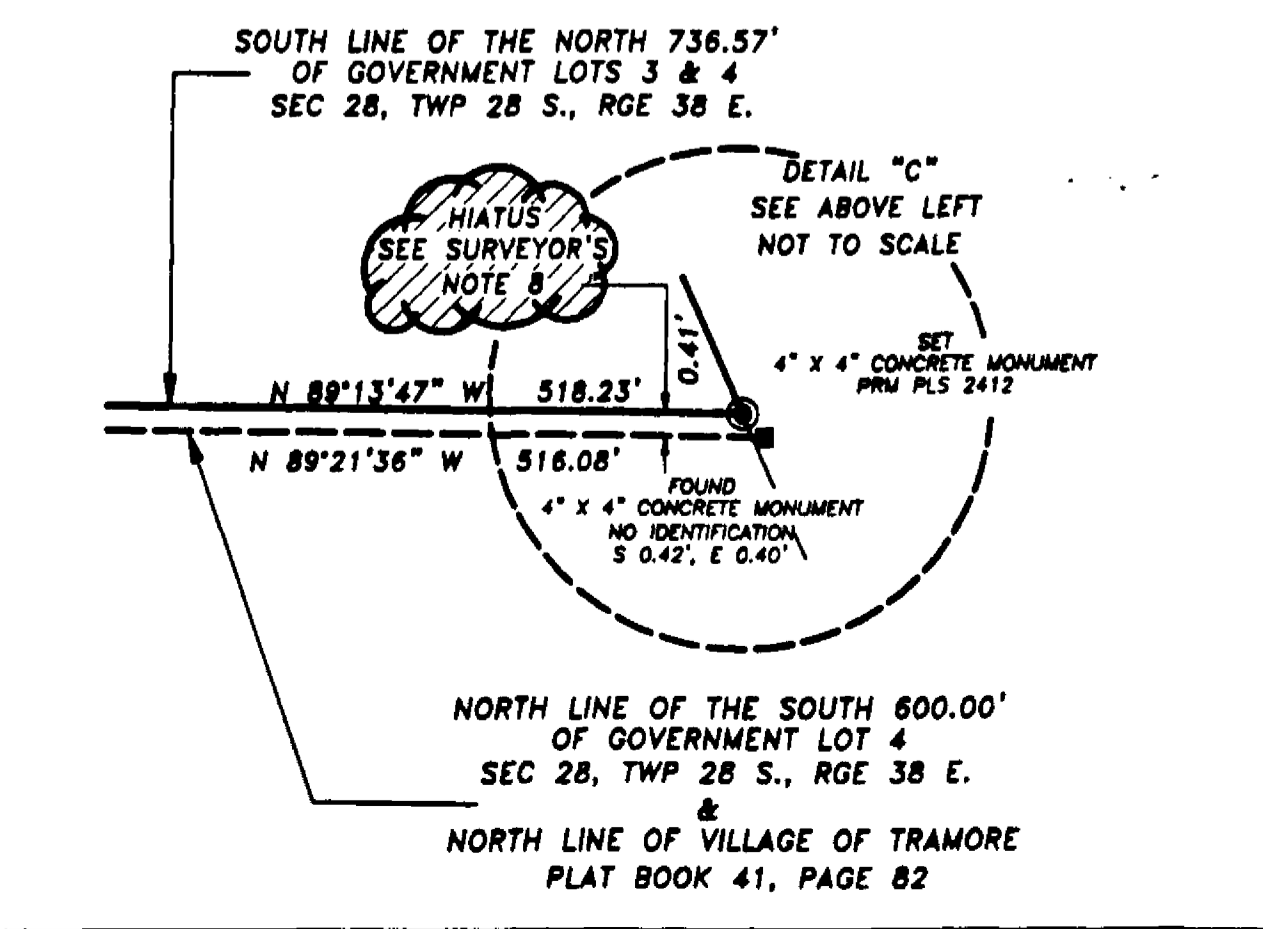 SOUTH LINE OF THE NORTH 736.57'
OF GOVERNMENT LOTS 3 & 4
SEC 28, TWP 28 S., RGE 38 E.
DETAIL "C"
SEE ABOVE LEFT
NOT TO SCALE
HIATUS
SEE SURVEYOR'S
NOTE 8
0.41'
SET
4" X 4" CONCRETE MONUMENT
PRM PLS 2412
N 89°13'47" W 518.23'
N 89°21'36" W 516.08'
FOUND
4" X 4" CONCRETE MONUMENT
NO IDENTIFICATION
S 0.42', E 0.40'
NORTH LINE OF THE SOUTH 600.00'
OF GOVERNMENT LOT 4
SEC 28, TWP 28 S., RGE 38 E.
&
NORTH LINE OF VILLAGE OF TRAMORE
PLAT BOOK 41, PAGE 82